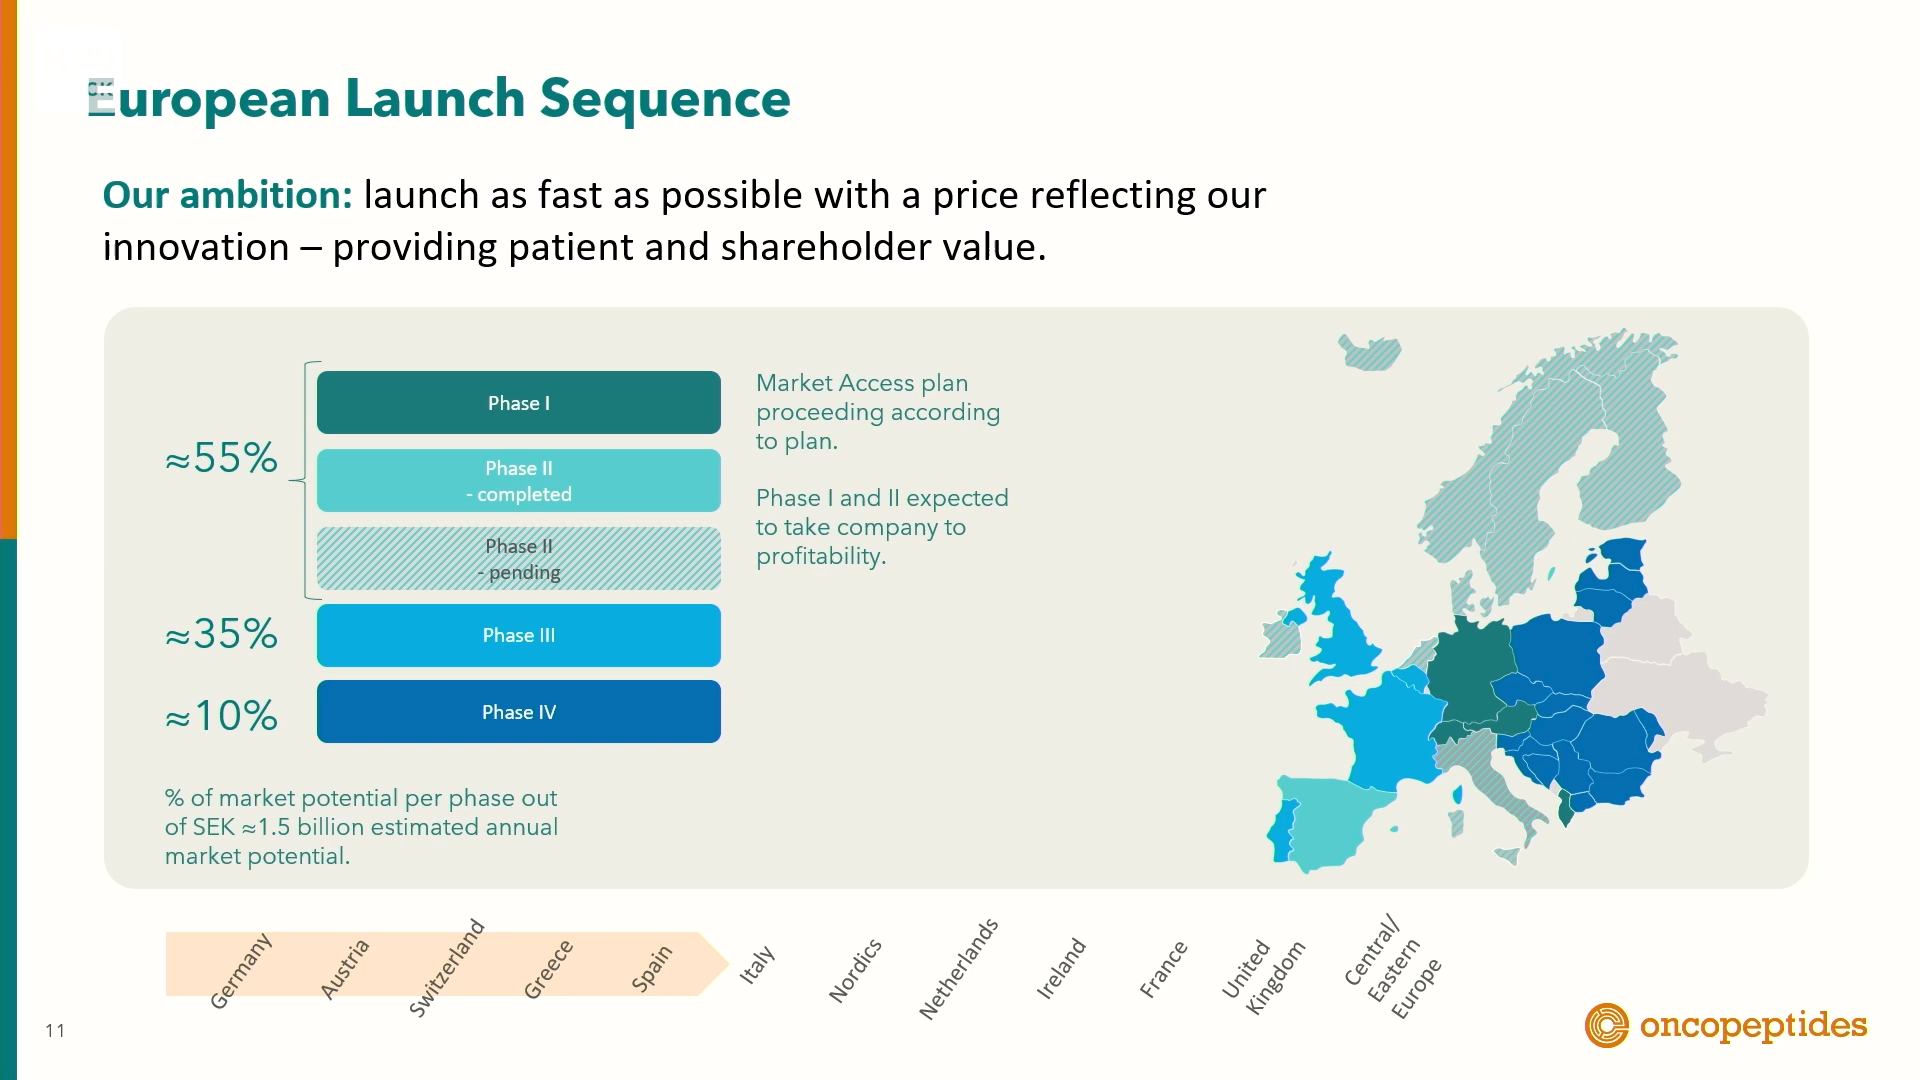 European Launch Sequence
Our ambition: launch as fast as possible with a price reflecting our
innovation – providing patient and shareholder value.
≈55%
Phase I
Phase II
- completed
Phase II
- pending
≈35%
Phase III
≈10%
Phase IV
Market Access plan
proceeding according
to plan.
Phase I and II expected
to take company to
profitability.
% of market potential per phase out
of SEK ≈1.5 billion estimated annual
market potential.
Germany
Austria
Switzerland
Greece
Spain
Italy
Nordics
Netherlands
Ireland
France
United
Kingdom
Central/
Eastern
Europe
11
oncopeptides